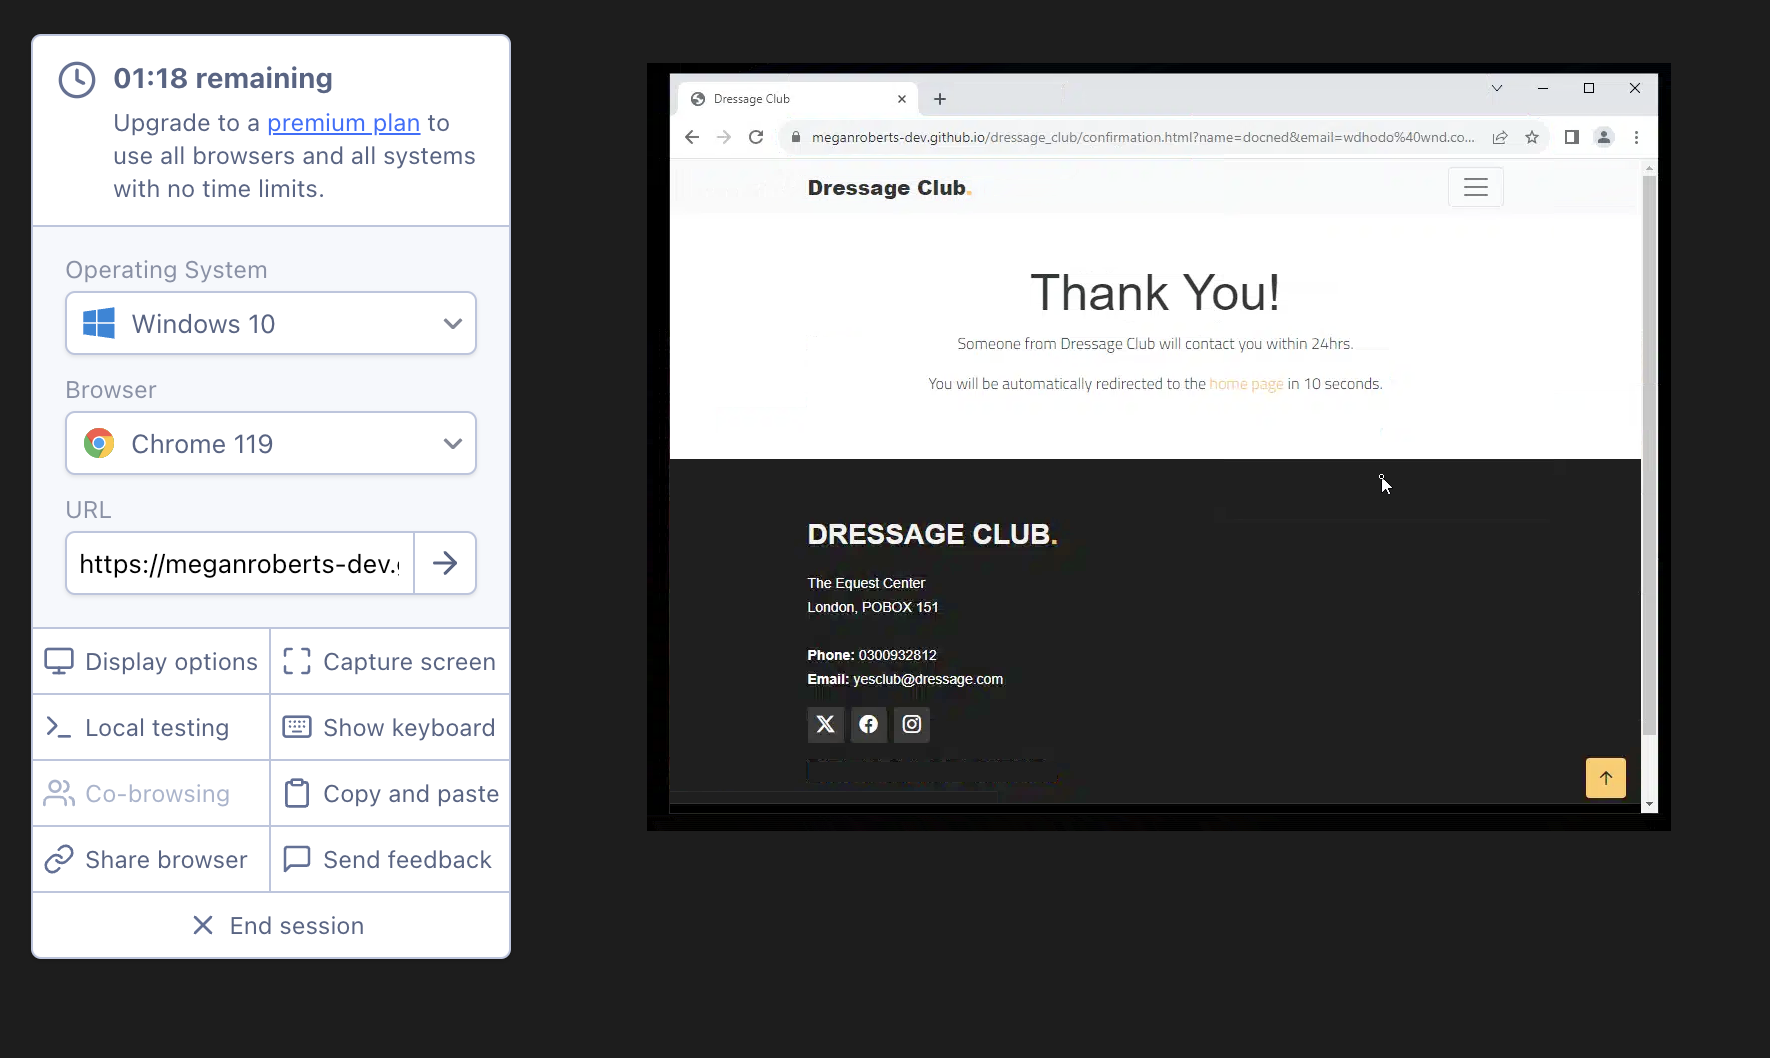 01:18 remaining
Upgrade to a premium plan to
use all browsers and all systems
with no time limits.
Operating System
Windows 10
Browser
Chrome 119
URL
https://meganroberts-dev.
Display options
Capture screen
Local testing
Show keyboard
Co-browsing
Copy and paste
Share browser
Send feedback
End session
Dressage Club
meganroberts-dev.github.io/dressage_club/confirmation.html?name=docned&email=wdhodo%40wnd.co...
Dressage Club.
Thank You!
Someone from Dressage Club will contact you within 24hrs.
You will be automatically redirected to the home page in 10 seconds.
DRESSAGE CLUB.
The Equest Center
London, POBOX 151
Phone: 0300932812
Email: yesclub@dressage.com